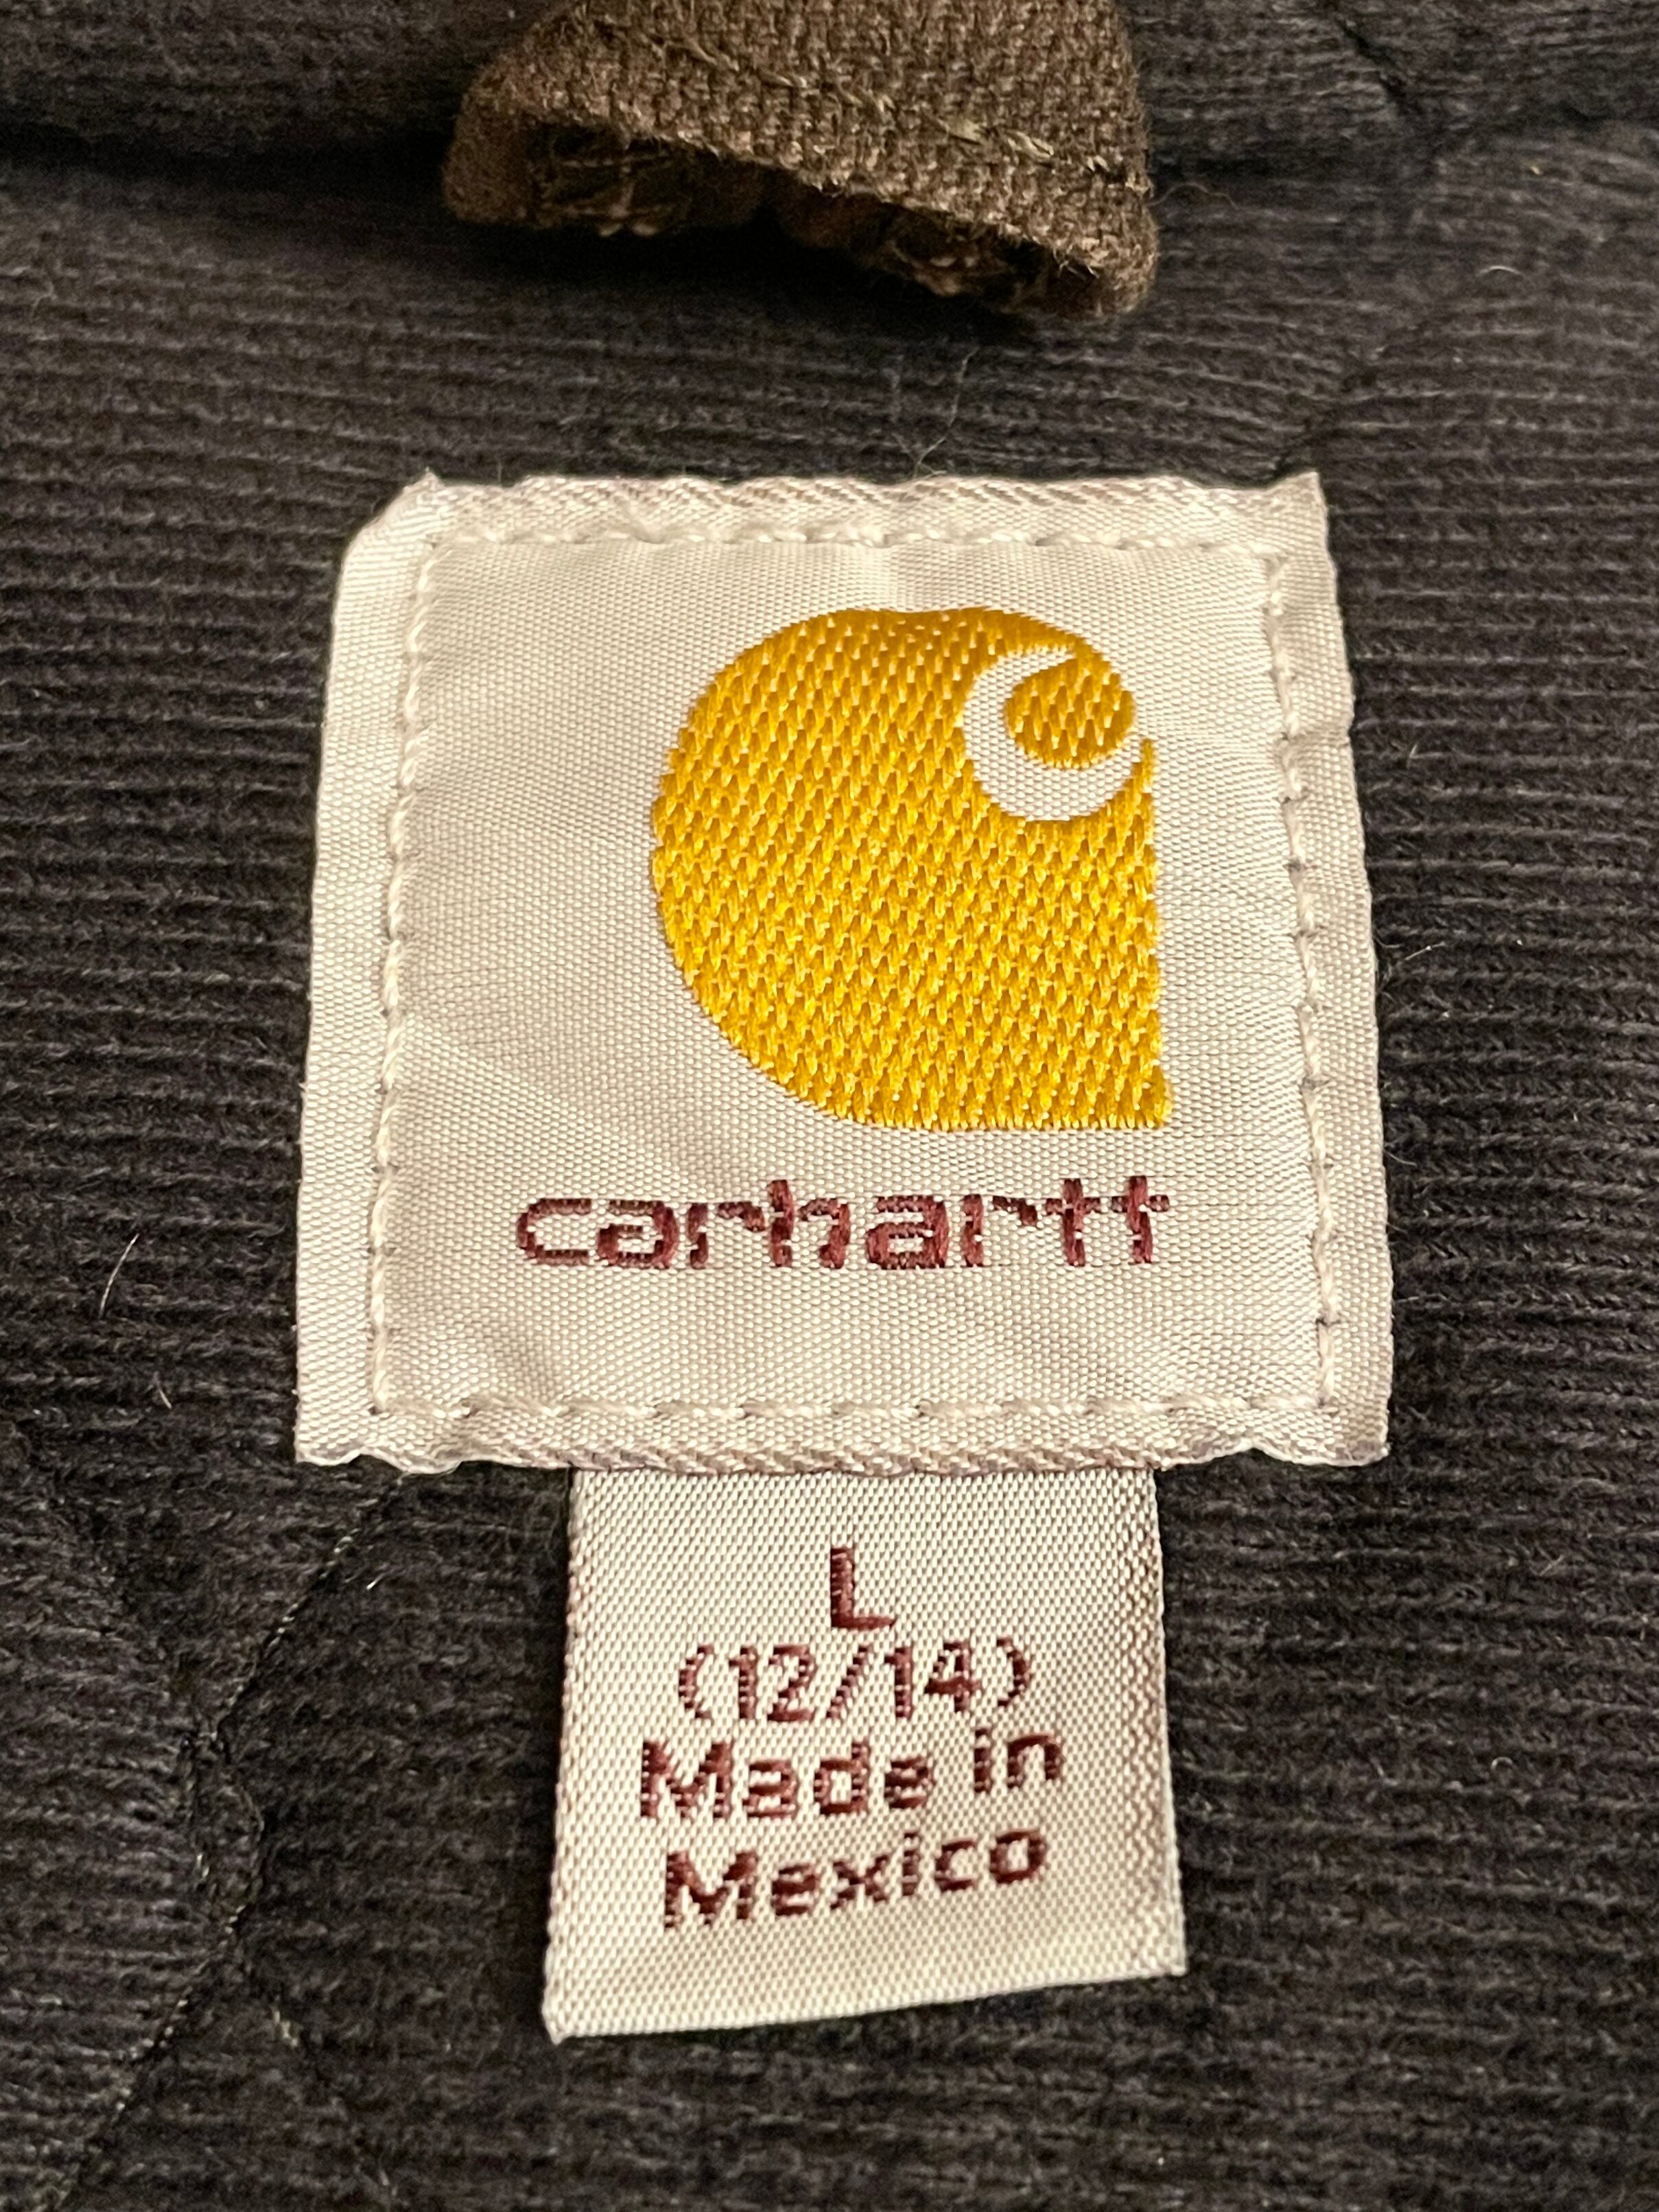 carhartt
L
(12/14)
Made in
Mexico